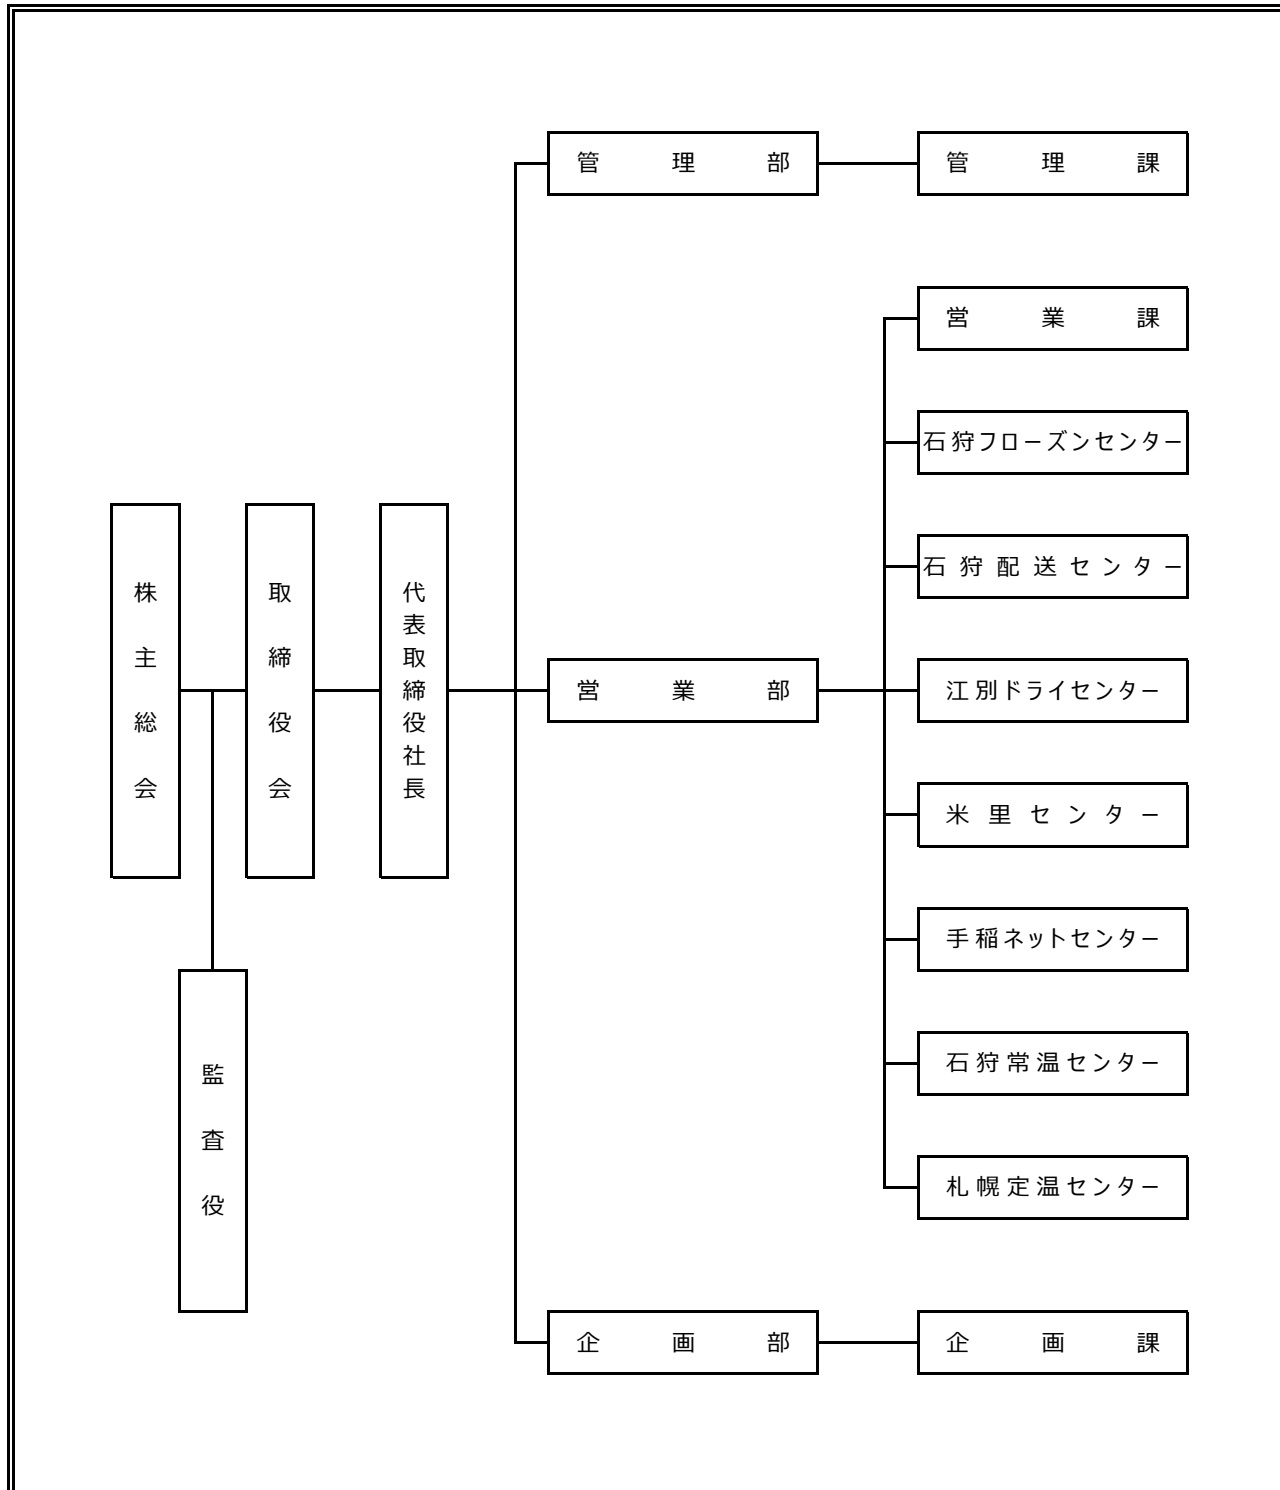 株主総会
取締役会
代表取締役社長
監査役
管理部
管理課
営業部
営業課
石狩フローズンセンター
石狩配送センター
江別ドライセンター
米里センター
手稲ネットセンター
石狩常温センター
札幌定温センター
企画部
企画課